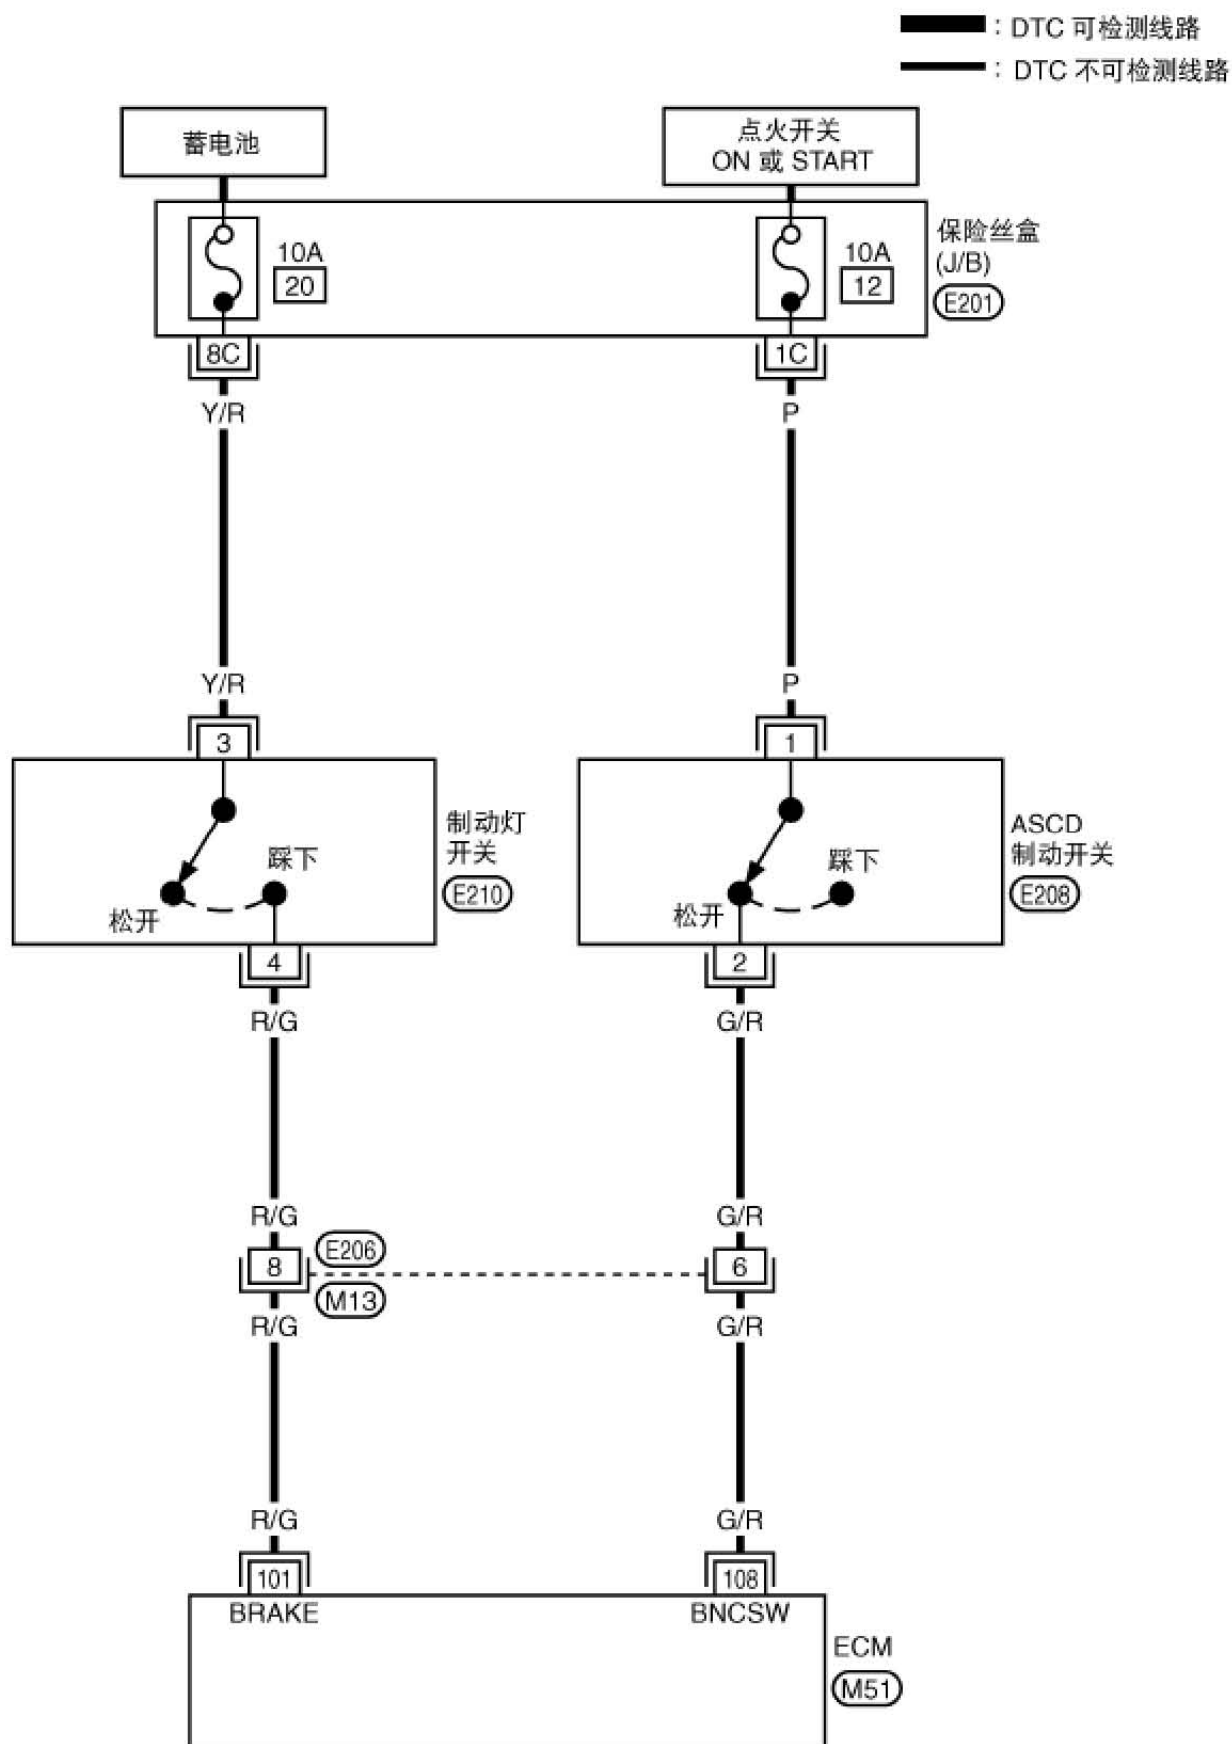 : DTC 可检测线路
: DTC 不可检测线路
蓄电池
点火开关
ON 或 START
10A
20
10A
12
保险丝盒
(J/B)
E201
8C
1C
Y/R
P
Y/R
P
3
1
制动灯
开关
E210
踩下
松开
ASCD
制动开关
E208
踩下
松开
4
2
R/G
G/R
R/G
G/R
8
E206
M13
6
R/G
G/R
R/G
G/R
101
108
BRAKE
BNCSW
ECM
M51